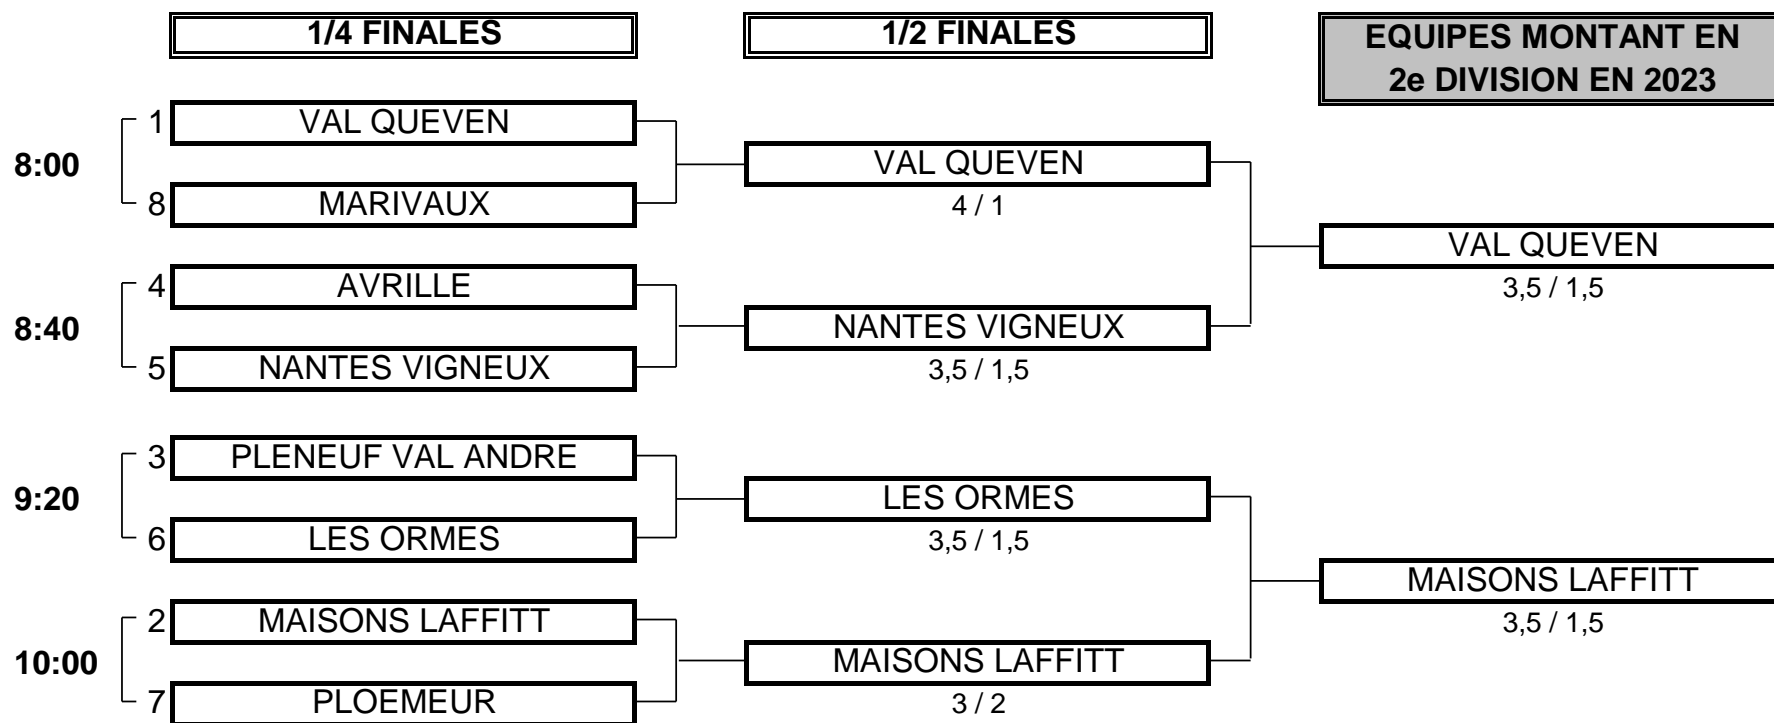 1/4 FINALES
1/2 FINALES
EQUIPES MONTANT EN
2e DIVISION EN 2023
8:00
1 VAL QUEVEN
8 MARIVAUX
VAL QUEVEN
4 / 1
8:40
4 AVRILLE
5 NANTES VIGNEUX
NANTES VIGNEUX
3,5 / 1,5
VAL QUEVEN
3,5 / 1,5
9:20
3 PLENEUF VAL ANDRE
6 LES ORMES
LES ORMES
3,5 / 1,5
10:00
2 MAISONS LAFFITT
7 PLOEMEUR
MAISONS LAFFITT
3 / 2
MAISONS LAFFITT
3,5 / 1,5